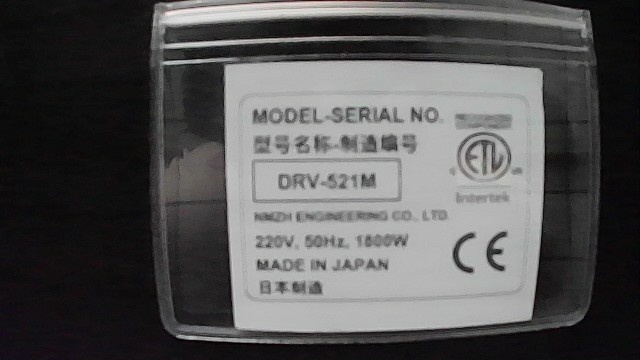 MODEL-SERIAL NO.
型号名称-制造编号
DRV-521M
ETL
Intertek
ENGINEERING CO., LTD.
220V, 50Hz, 1800W
CE
MADE IN JAPAN
日本制造